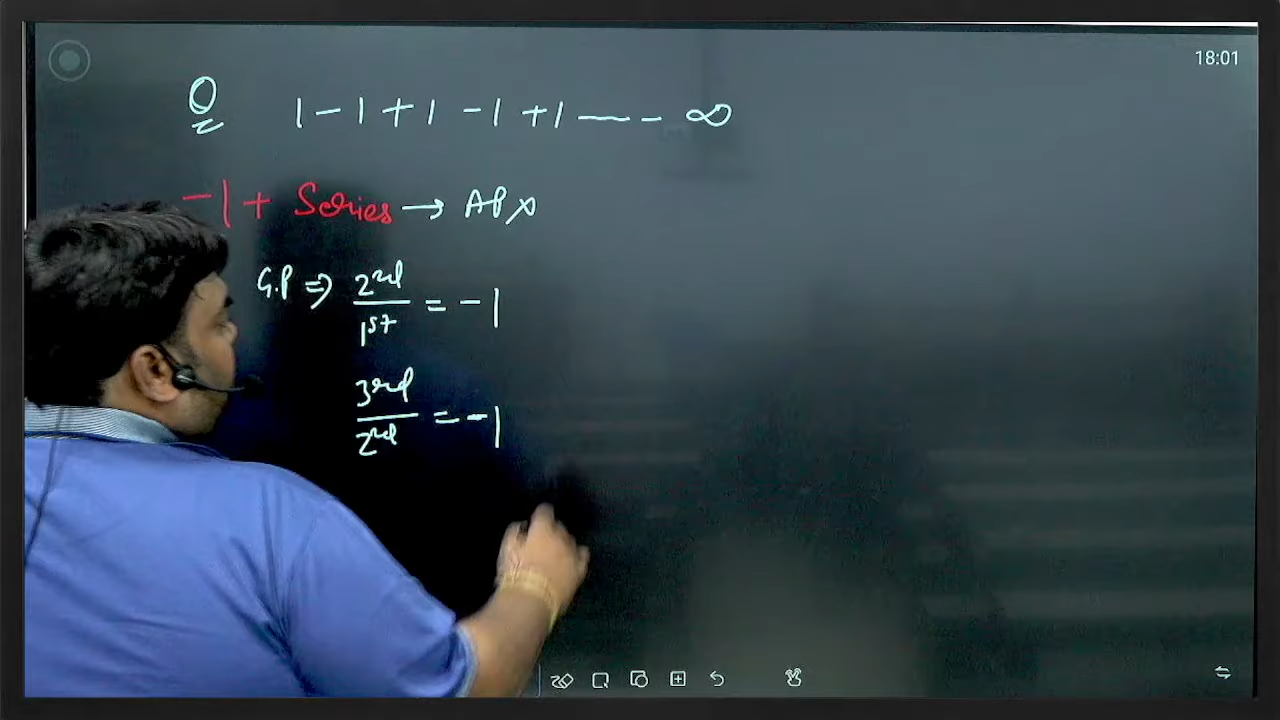 18:01
Q 1 - 1 + 1 - 1 + 1 ---- ∞
-1 + Series → AP x
G.P ⇒ 2nd/1st = -1
3rd/2nd = -1